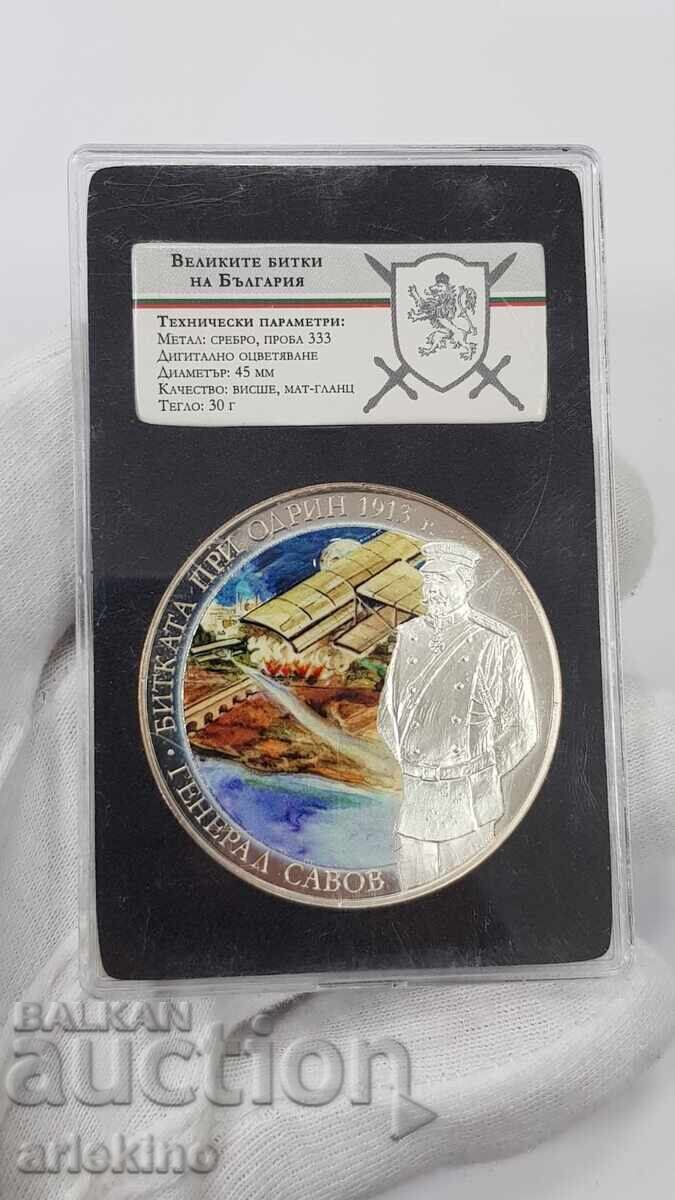 Великите битки
на България
Технически параметри:
Метал: сребро, проба 333
Дигитално оцветяване
Диаметър: 45 мм
Качество: висше, мат-гланц
Тегло: 30 г
БИТКАТА ПРИ ОДРИН 1913 г.
• ГЕНЕРАЛ САВОВ
BALKAN
auction
arlekino